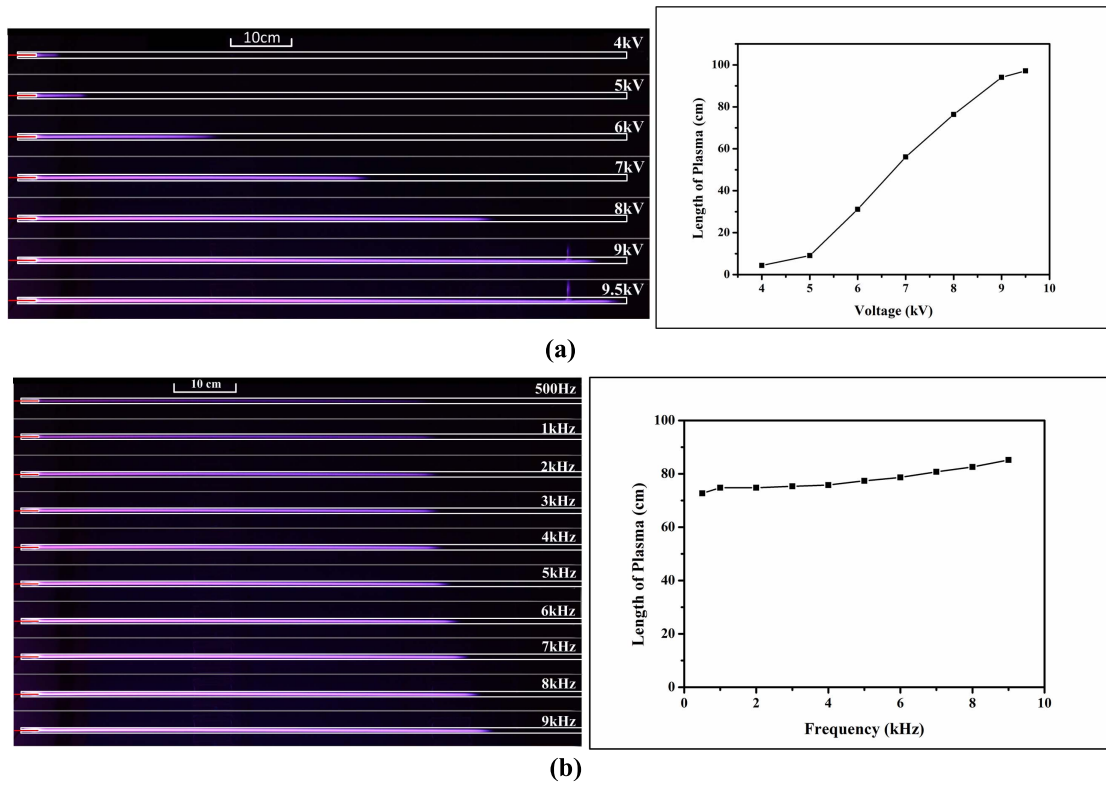 10cm
4kV
5kV
6kV
7kV
8kV
9kV
9.5kV
100
80
60
40
20
0
Length of Plasma (cm)
4 5 6 7 8 9 10
Voltage (kV)
(a)
10 cm
500Hz
1kHz
2kHz
3kHz
4kHz
5kHz
6kHz
7kHz
8kHz
9kHz
100
80
60
40
20
0
Length of Plasma (cm)
0 2 4 6 8 10
Frequency (kHz)
(b)